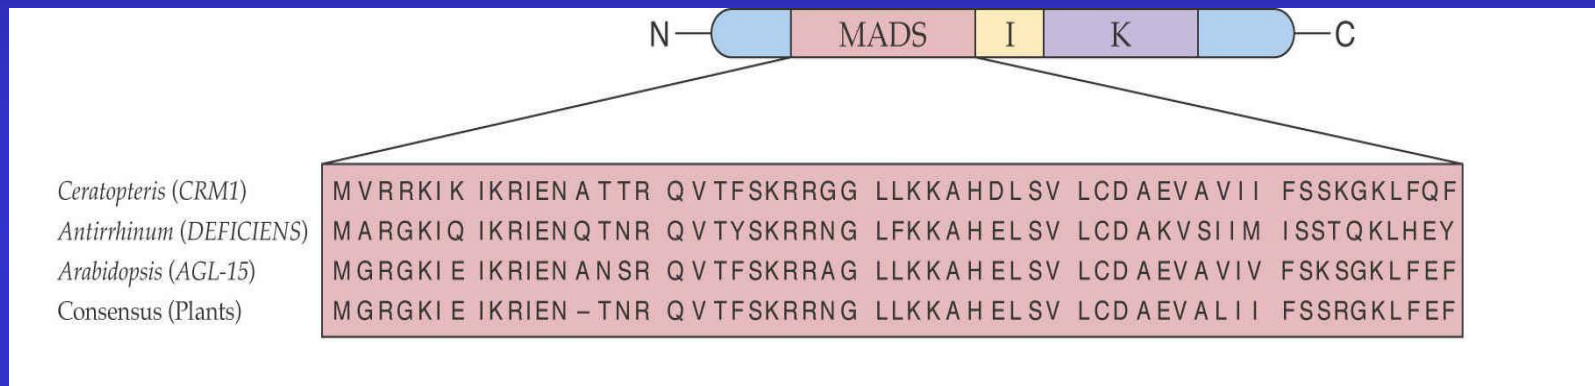 N MADS I K C
Ceratopteris (CRM1) MVRRKIK IKRIENATTR QVTFSKRRGG LLKKAHDLSV LCDAEVAVII FSSKGKLFQF
Antirrhinum (DEFICIENS) MARGKIQ IKRIENQTNR QVTYSKRRNG LFKKAHELSV LCDAKVSIIM ISSTQKLHEY
Arabidopsis (AGL-15) MGRGKIE IKRIENANSR QVTFSKRRAG LLKKAHELSV LCDAEVAVIV FSKSGKLFEF
Consensus (Plants) MGRGKIE IKRIEN–TNR QVTFSKRRNG LLKKAHELSV LCDAEVALII FSSRGKLFEF